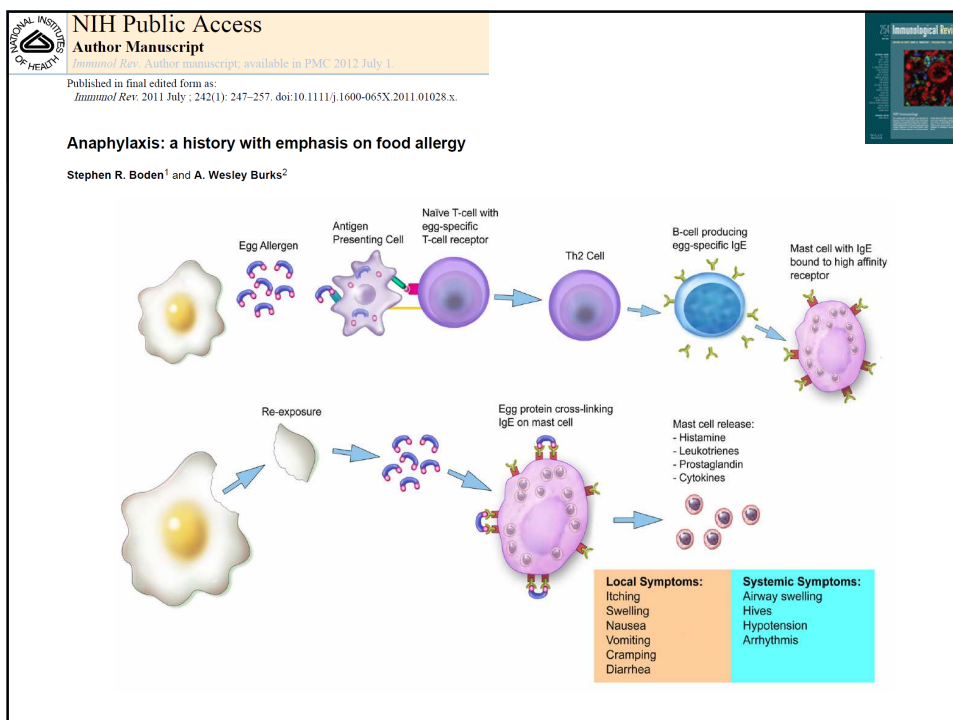 NATIONAL INSTITUTES
OF HEALTH
NIH Public Access
Author Manuscript
Immunol Rev. Author manuscript; available in PMC 2012 July 1.
Published in final edited form as:
Immunol Rev. 2011 July ; 242(1): 247–257. doi:10.1111/j.1600-065X.2011.01028.x.
254
Immunological Revi
Anaphylaxis: a history with emphasis on food allergy
Stephen R. Boden1 and A. Wesley Burks2
Egg Allergen
Antigen
Presenting Cell
Naïve T-cell with
egg-specific
T-cell receptor
Th2 Cell
B-cell producing
egg-specific IgE
Mast cell with IgE
bound to high affinity
receptor
Re-exposure
Egg protein cross-linking
IgE on mast cell
Mast cell release:
- Histamine
- Leukotrienes
- Prostaglandin
- Cytokines
Local Symptoms:
Itching
Swelling
Nausea
Vomiting
Cramping
Diarrhea
Systemic Symptoms:
Airway swelling
Hives
Hypotension
Arrhythmis